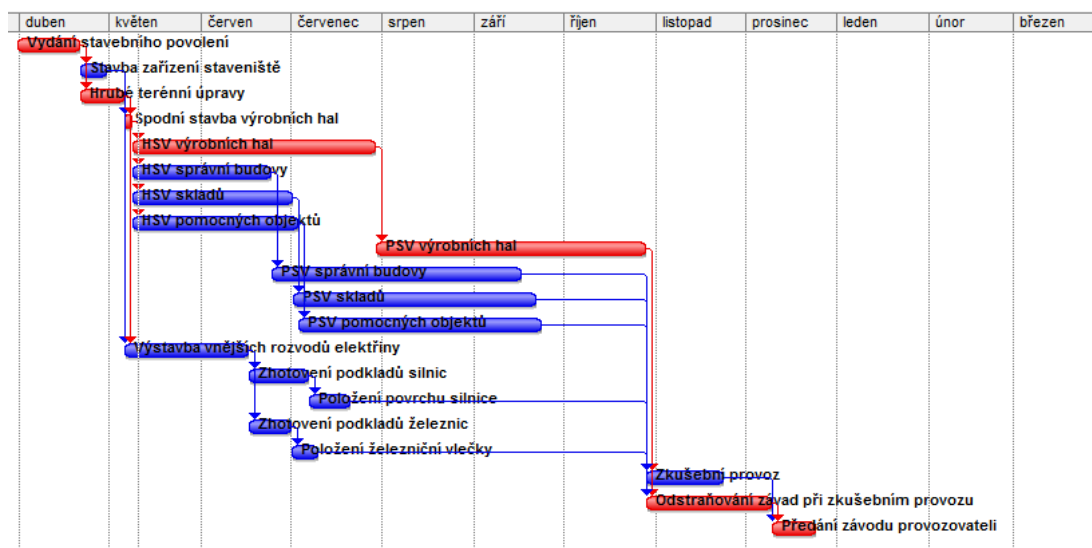 duben květen červen červenec srpen září říjen listopad prosinec leden únor březen
Vydání stavebního povolení
Stavba zařízení staveniště
Hrubé terénní úpravy
Spodní stavba výrobních hal
HSV výrobních hal
HSV správní budovy
HSV skladů
HSV pomocných objektů
PSV výrobních hal
PSV správní budovy
PSV skladů
PSV pomocných objektů
Výstavba vnějších rozvodů elektřiny
Zhotovení podkladů silnic
Položení povrchu silnice
Zhotovení podkladů železnic
Položení železniční vlečky
Zkušební provoz
Odstraňování závad při zkušebním provozu
Předání závodu provozovateli